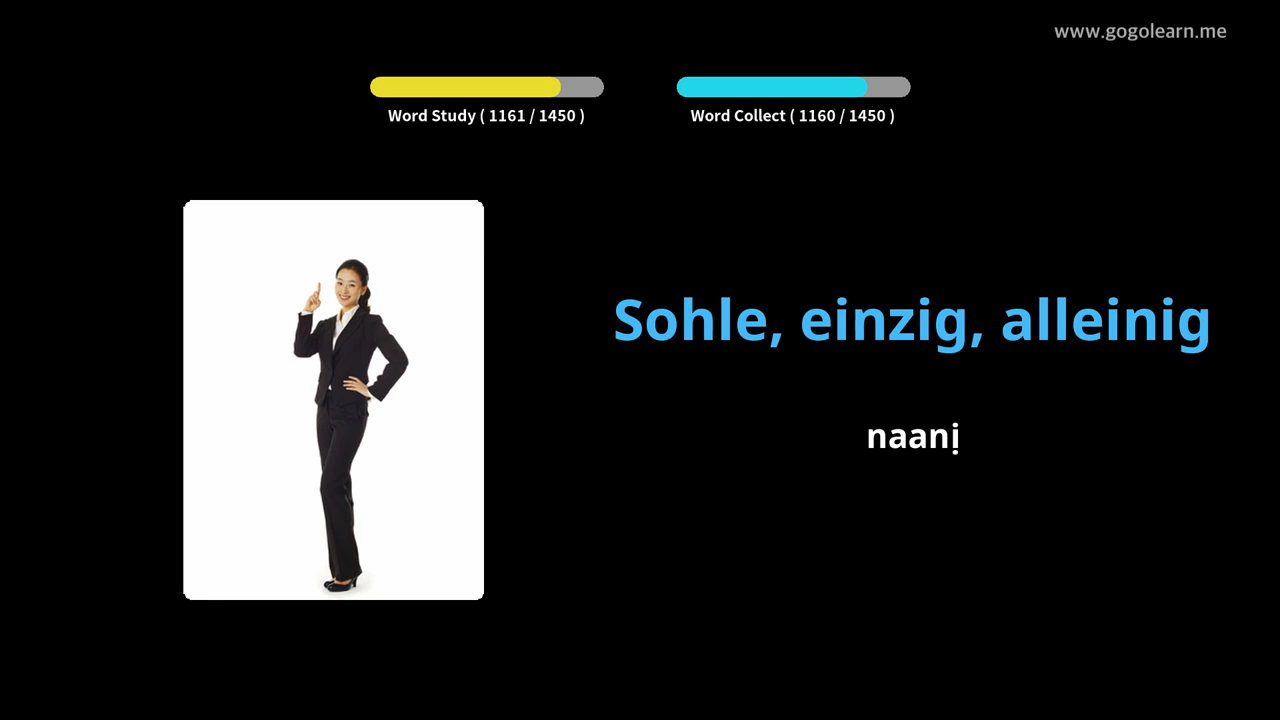 www.gogolearn.me
Word Study ( 1161 / 1450 )
Word Collect ( 1160 / 1450 )
Sohle, einzig, alleinig
naanị